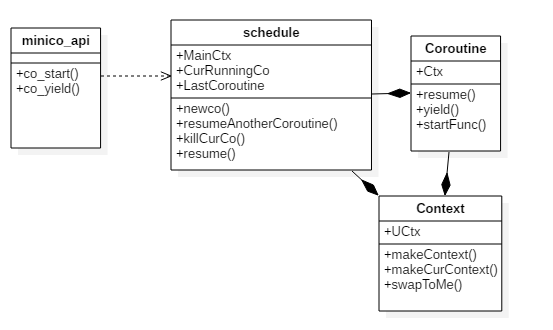 minico_api
+co_start()
+co_yield()
schedule
+MainCtx
+CurRunningCo
+LastCoroutine
+newco()
+resumeAnotherCoroutine()
+killCurCo()
+resume()
Coroutine
+Ctx
+resume()
+yield()
+startFunc()
Context
+UCtx
+makeContext()
+makeCurContext()
+swapToMe()